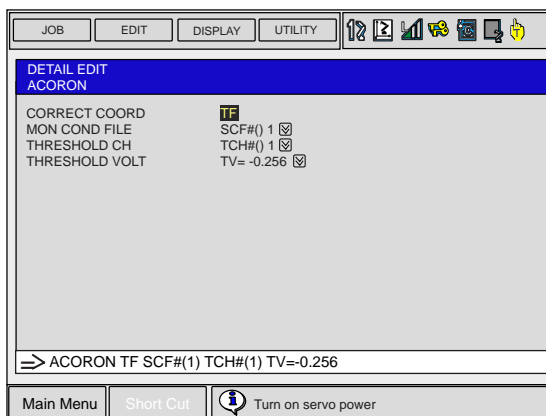 JOB EDIT DISPLAY UTILITY
DETAIL EDIT
ACORON
CORRECT COORD TF
MON COND FILE SCF#() 1
THRESHOLD CH TCH#() 1
THRESHOLD VOLT TV= -0.256
=> ACORON TF SCF#(1) TCH#(1) TV=-0.256
Main Menu Short Cut Turn on servo power